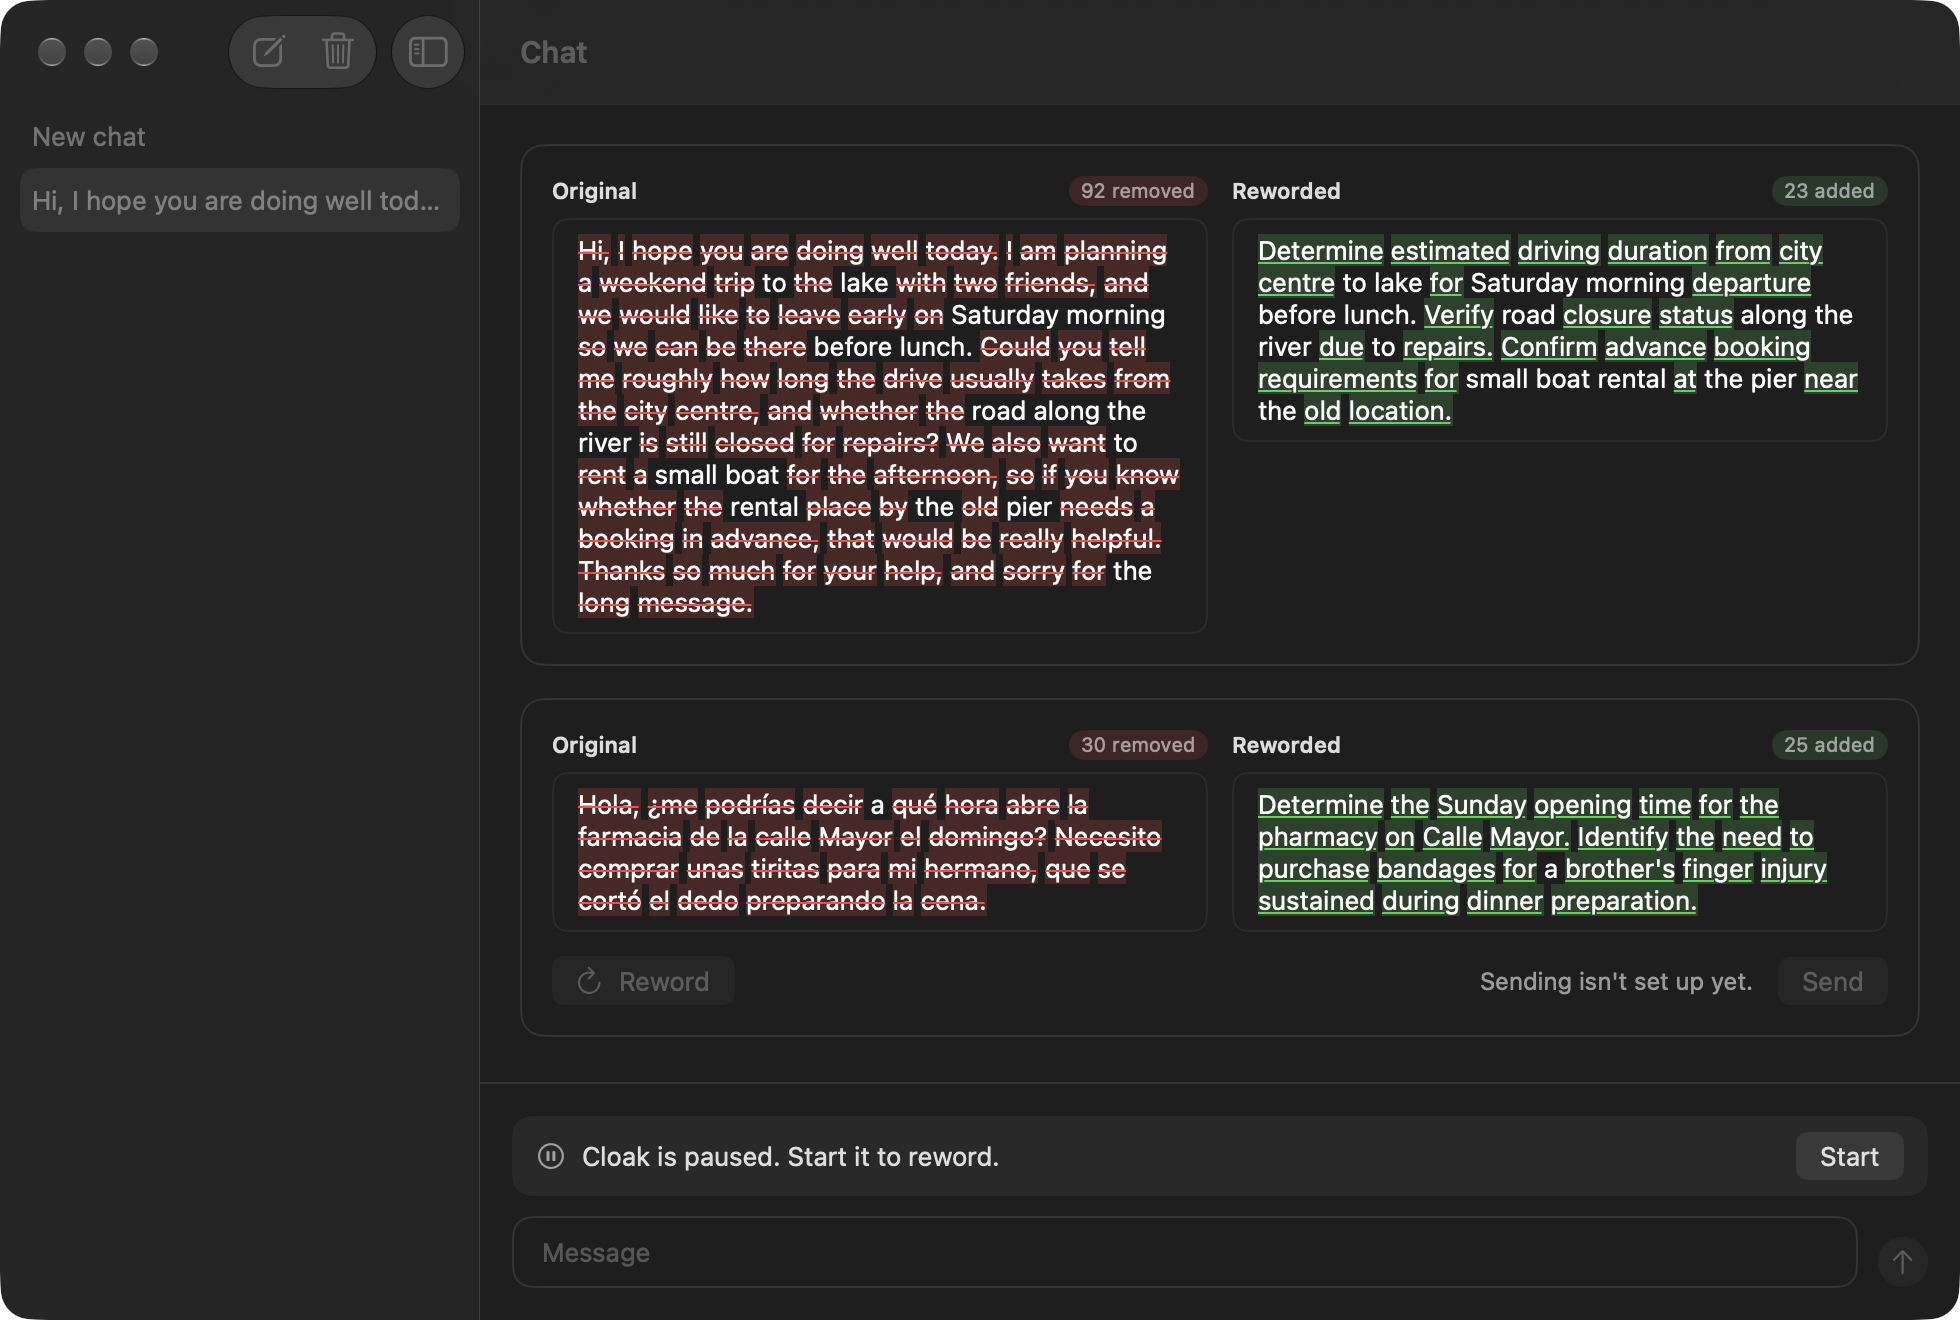 Chat
New chat
Hi, I hope you are doing well tod...
Original
92 removed
Hi, I hope you are doing well today. I am planning
a weekend trip to the lake with two friends, and
we would like to leave early on Saturday morning
so we can be there before lunch. Could you tell
me roughly how long the drive usually takes from
the city centre, and whether the road along the
river is still closed for repairs? We also want to
rent a small boat for the afternoon, so if you know
whether the rental place by the old pier needs a
booking in advance, that would be really helpful.
Thanks so much for your help, and sorry for the
long message.
Reworded
23 added
Determine estimated driving duration from city
centre to lake for Saturday morning departure
before lunch. Verify road closure status along the
river due to repairs. Confirm advance booking
requirements for small boat rental at the pier near
the old location.
Original
30 removed
Hola, ¿me podrías decir a qué hora abre la
farmacia de la calle Mayor el domingo? Necesito
comprar unas tiritas para mi hermano, que se
cortó el dedo preparando la cena.
Reworded
25 added
Determine the Sunday opening time for the
pharmacy on Calle Mayor. Identify the need to
purchase bandages for a brother's finger injury
sustained during dinner preparation.
Reword
Sending isn't set up yet.
Send
Cloak is paused. Start it to reword.
Start
Message